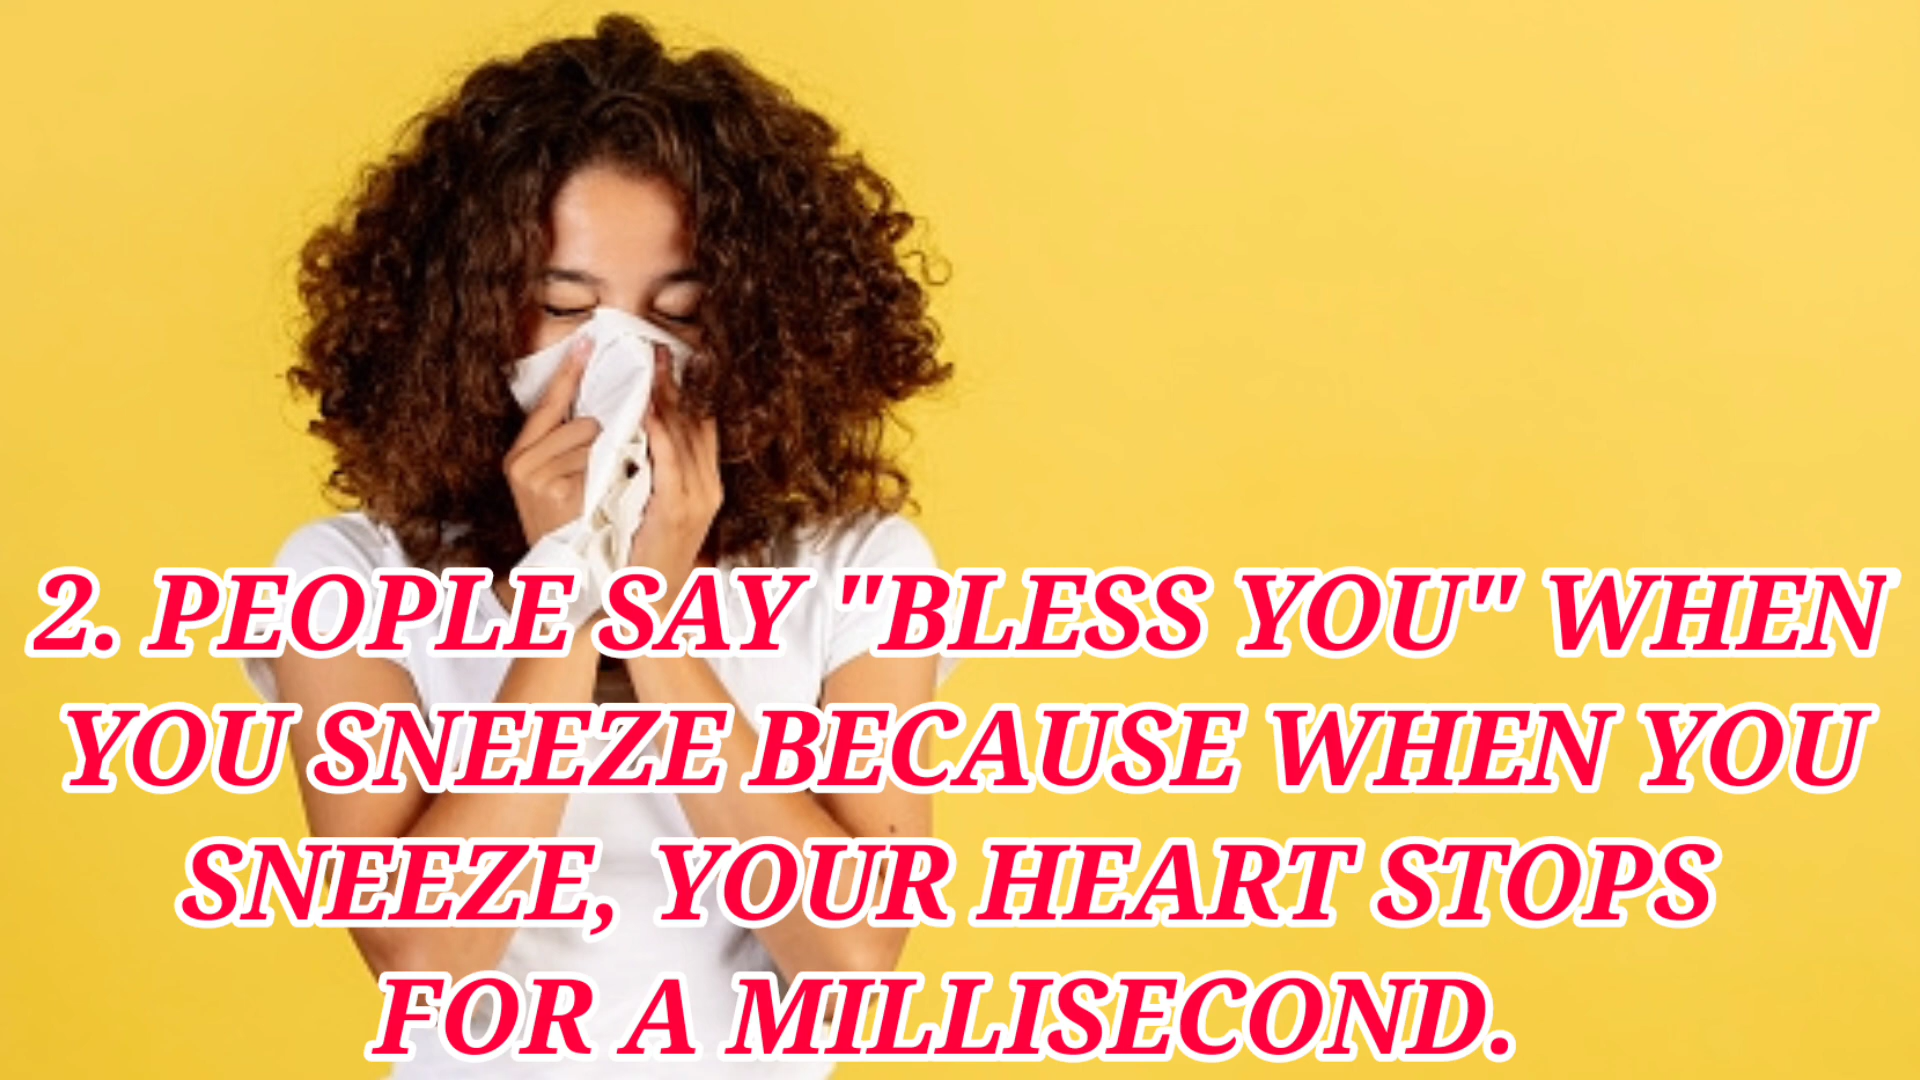 2. PEOPLE SAY "BLESS YOU" WHEN
YOU SNEEZE BECAUSE WHEN YOU
SNEEZE, YOUR HEART STOPS
FOR A MILLISECOND.